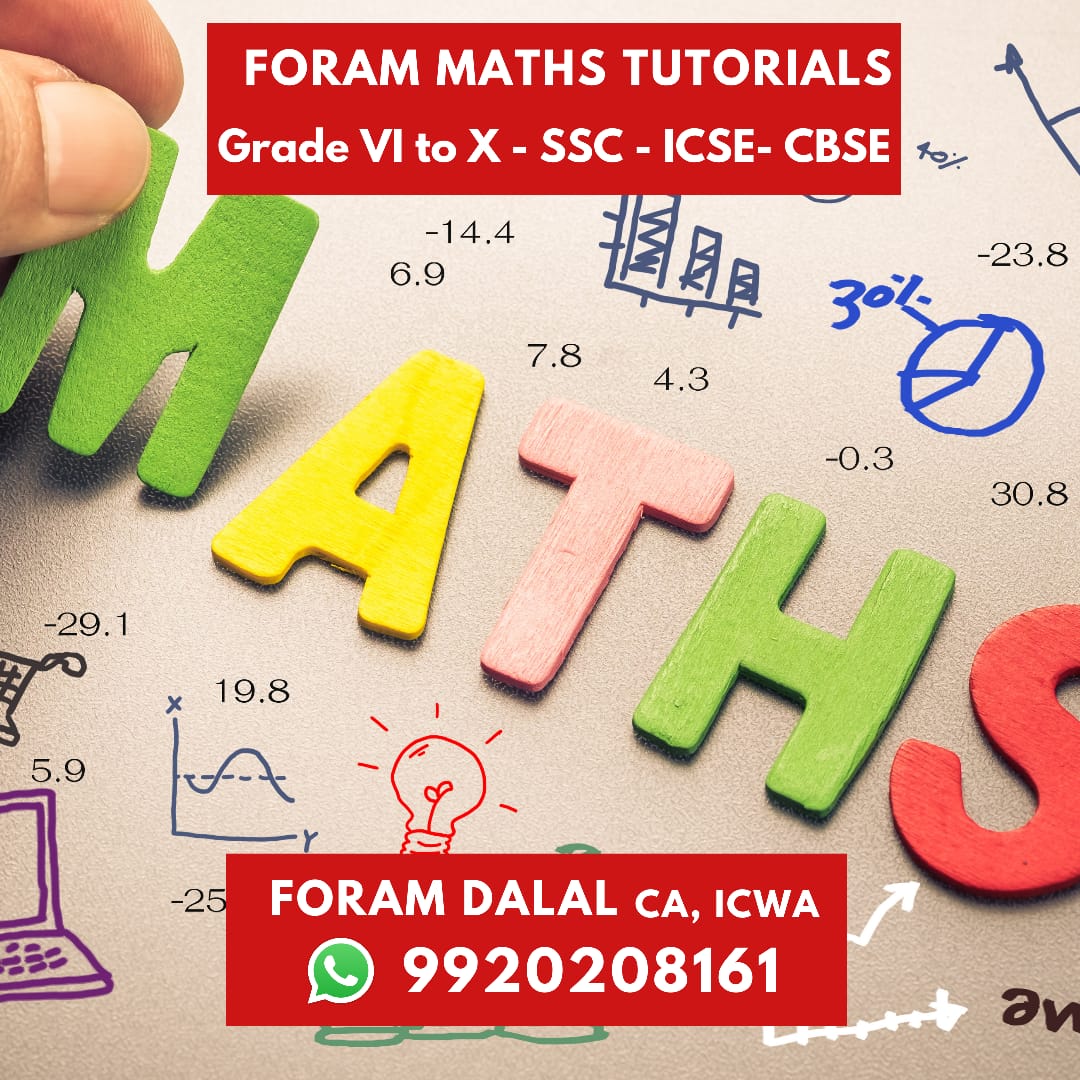 FORAM MATHS TUTORIALS
Grade VI to X - SSC - ICSE- CBSE
40%
-14.4
6.9
-23.8
30%
7.8
4.3
-0.3
30.8
MATHS
-29.1
19.8
X
5.9
Y
-25
FORAM DALAL CA, ICWA
9920208161